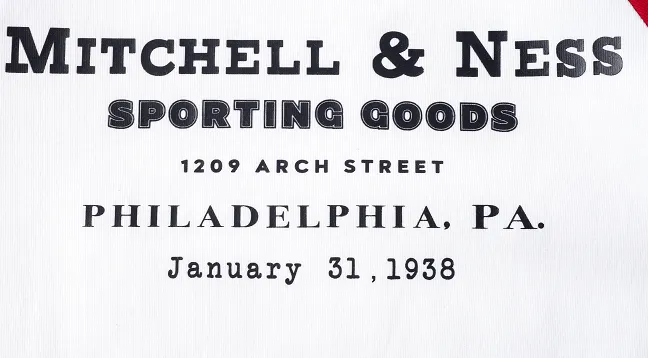 MITCHELL & NESS
SPORTING GOODS
1209 ARCH STREET
PHILADELPHIA, PA.
January 31, 1938